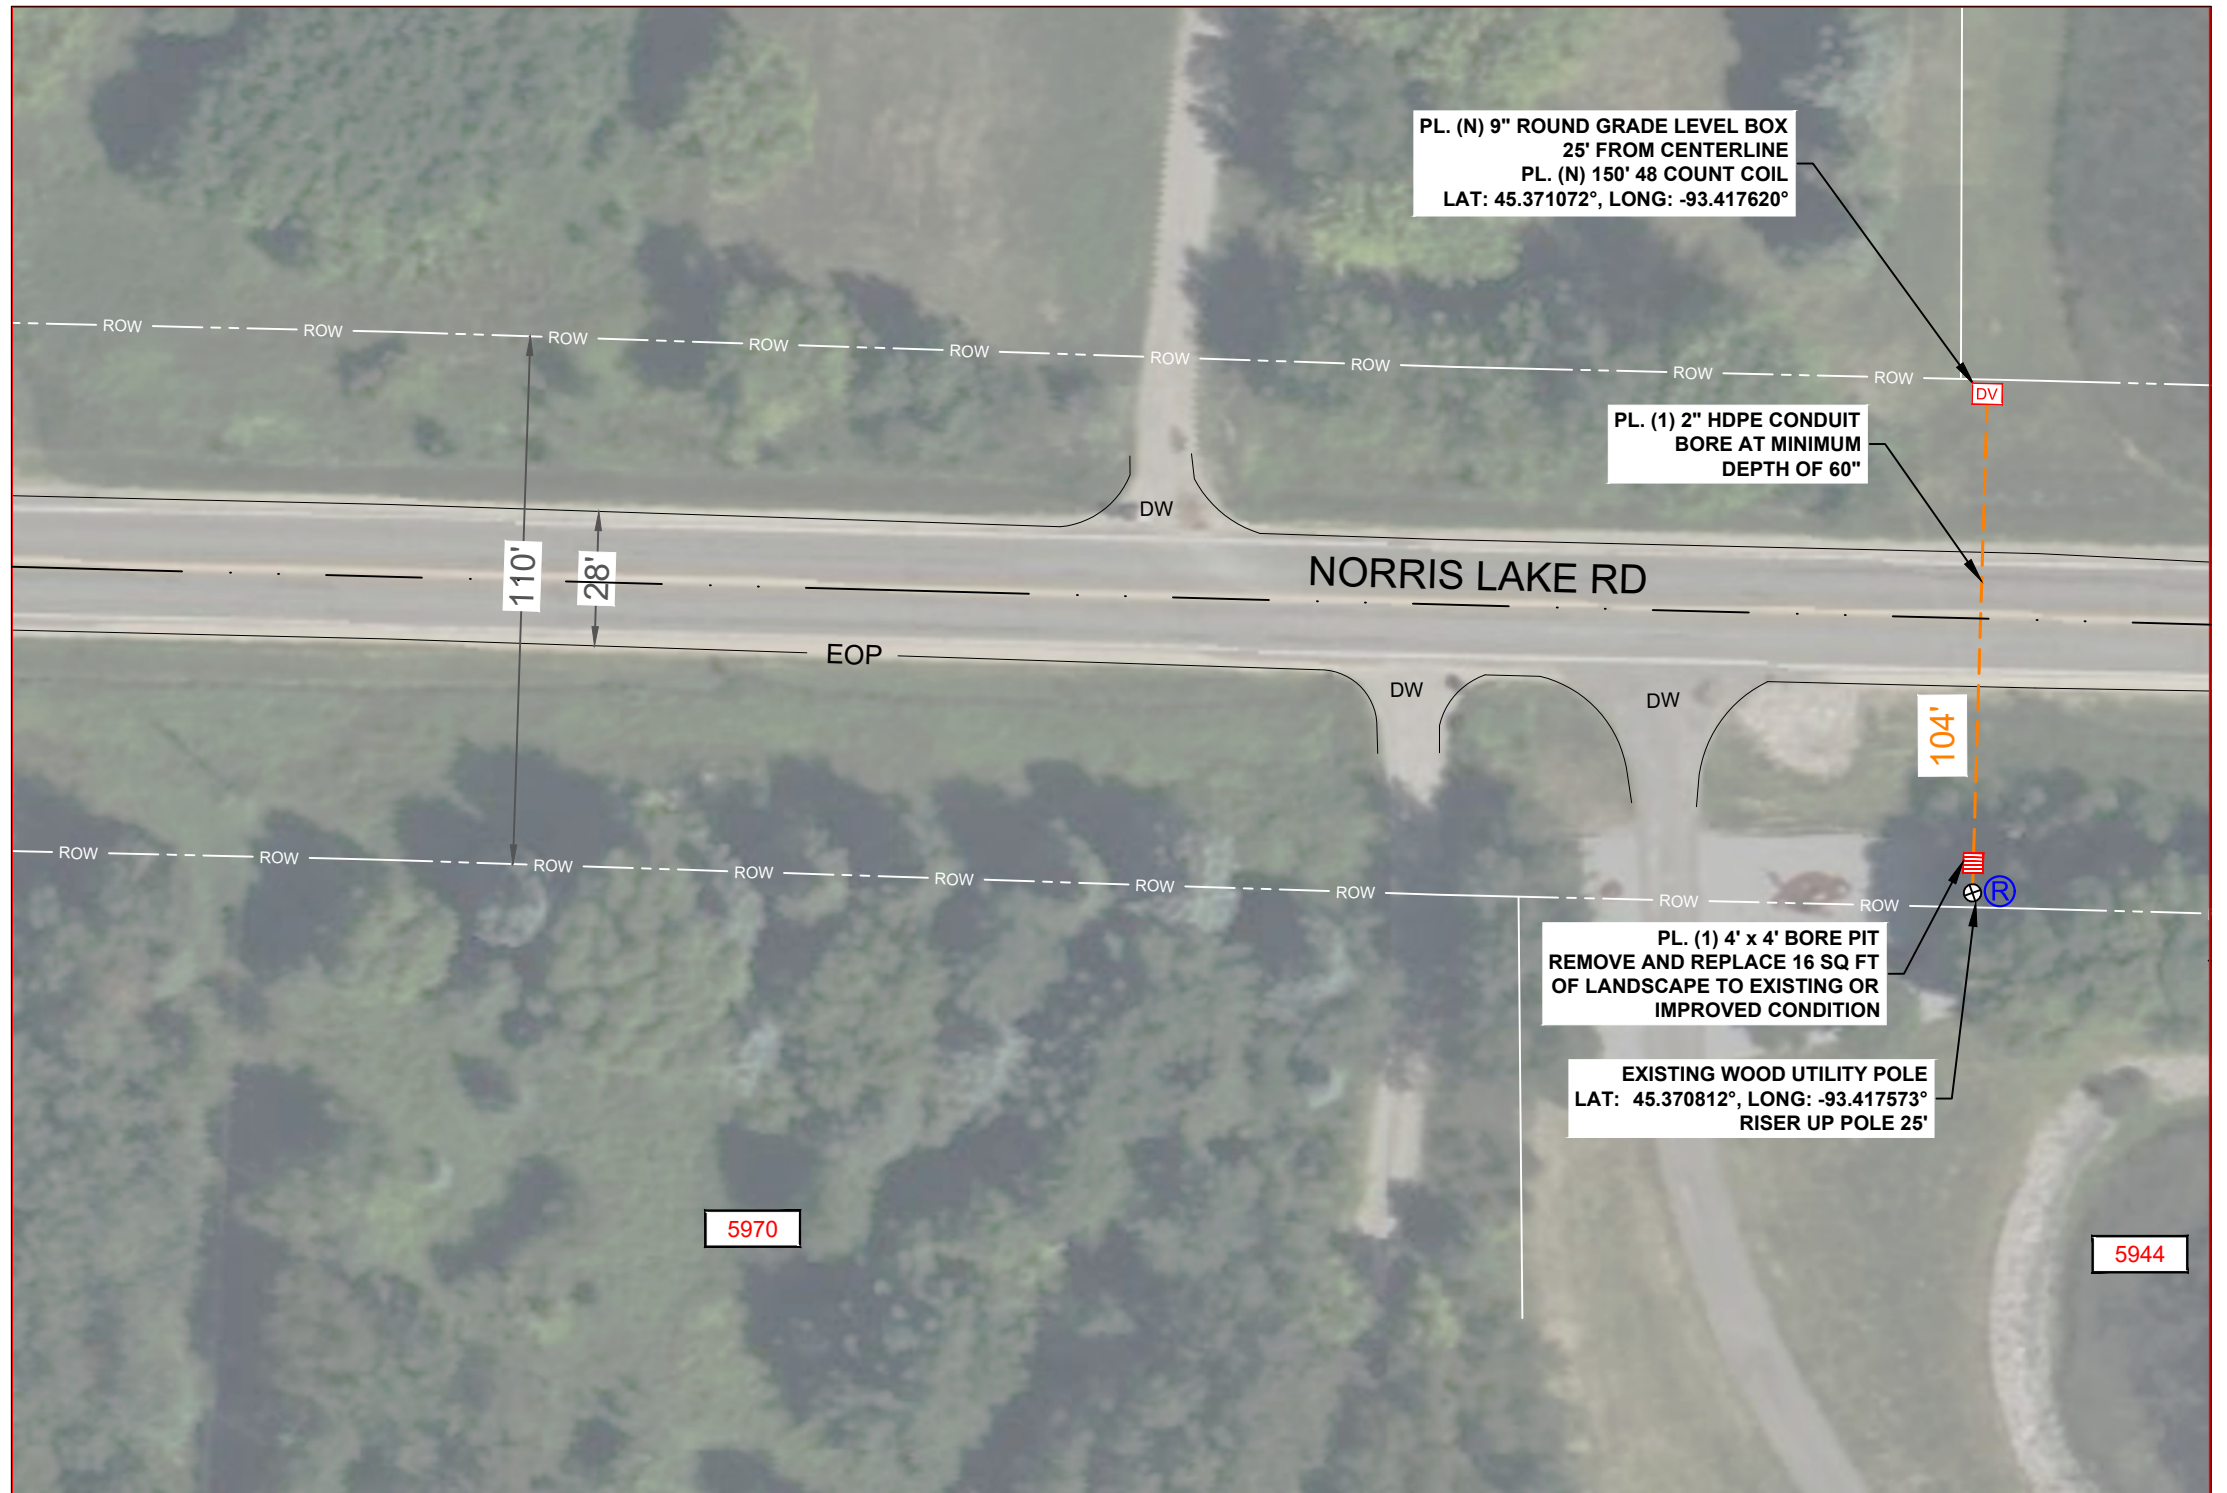 PL. (N) 9" ROUND GRADE LEVEL BOX
25' FROM CENTERLINE
PL. (N) 150' 48 COUNT COIL
LAT: 45.371072°, LONG: -93.417620°
ROW
ROW
ROW
ROW
ROW
ROW
ROW
ROW
ROW
DV
PL. (1) 2" HDPE CONDUIT
BORE AT MINIMUM
DEPTH OF 60"
DW
110'
28'
NORRIS LAKE RD
EOP
DW
DW
104'
ROW
ROW
ROW
ROW
ROW
ROW
ROW
ROW
ROW
R
PL. (1) 4' x 4' BORE PIT
REMOVE AND REPLACE 16 SQ FT
OF LANDSCAPE TO EXISTING OR
IMPROVED CONDITION
EXISTING WOOD UTILITY POLE
LAT: 45.370812°, LONG: -93.417573°
RISER UP POLE 25'
5970
5944